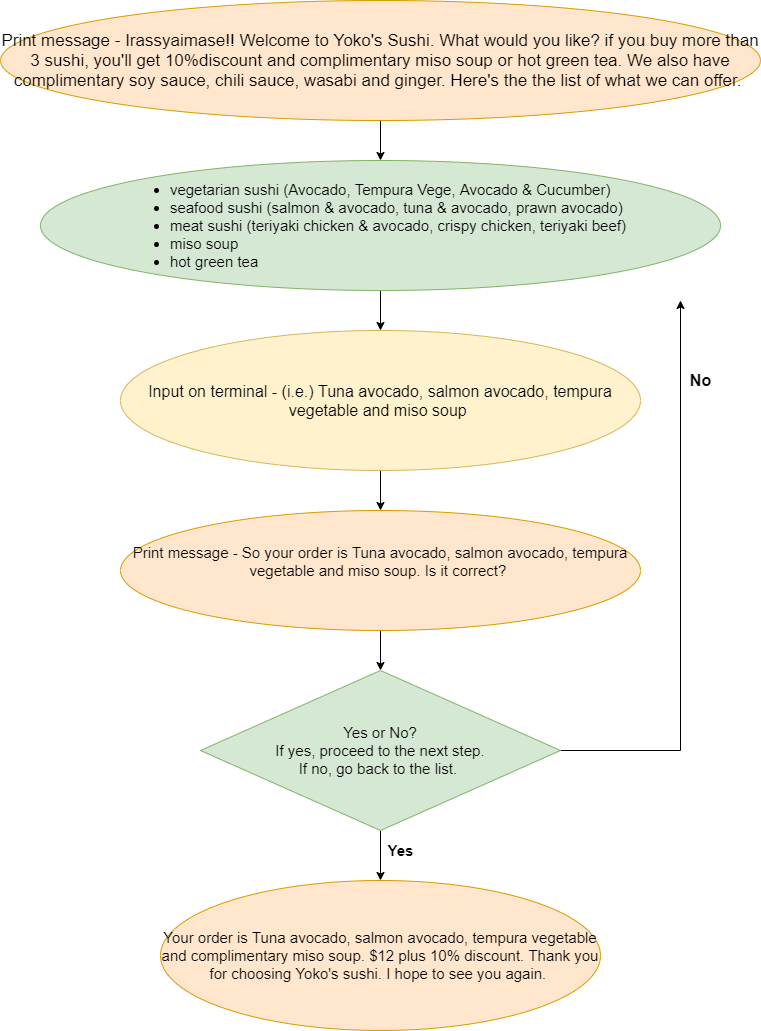 Print message - Irassyaimase!! Welcome to Yoko's Sushi. What would you like? if you buy more than
3 sushi, you'll get 10%discount and complimentary miso soup or hot green tea. We also have
complimentary soy sauce, chili sauce, wasabi and ginger. Here's the the list of what we can offer.
• vegetarian sushi (Avocado, Tempura Vege, Avocado & Cucumber)
• seafood sushi (salmon & avocado, tuna & avocado, prawn avocado)
• meat sushi (teriyaki chicken & avocado, crispy chicken, teriyaki beef)
• miso soup
• hot green tea
No
Input on terminal - (i.e.) Tuna avocado, salmon avocado, tempura
vegetable and miso soup
Print message - So your order is Tuna avocado, salmon avocado, tempura
vegetable and miso soup. Is it correct?
Yes or No?
If yes, proceed to the next step.
If no, go back to the list.
Yes
Your order is Tuna avocado, salmon avocado, tempura vegetable
and complimentary miso soup. $12 plus 10% discount. Thank you
for choosing Yoko's sushi. I hope to see you again.